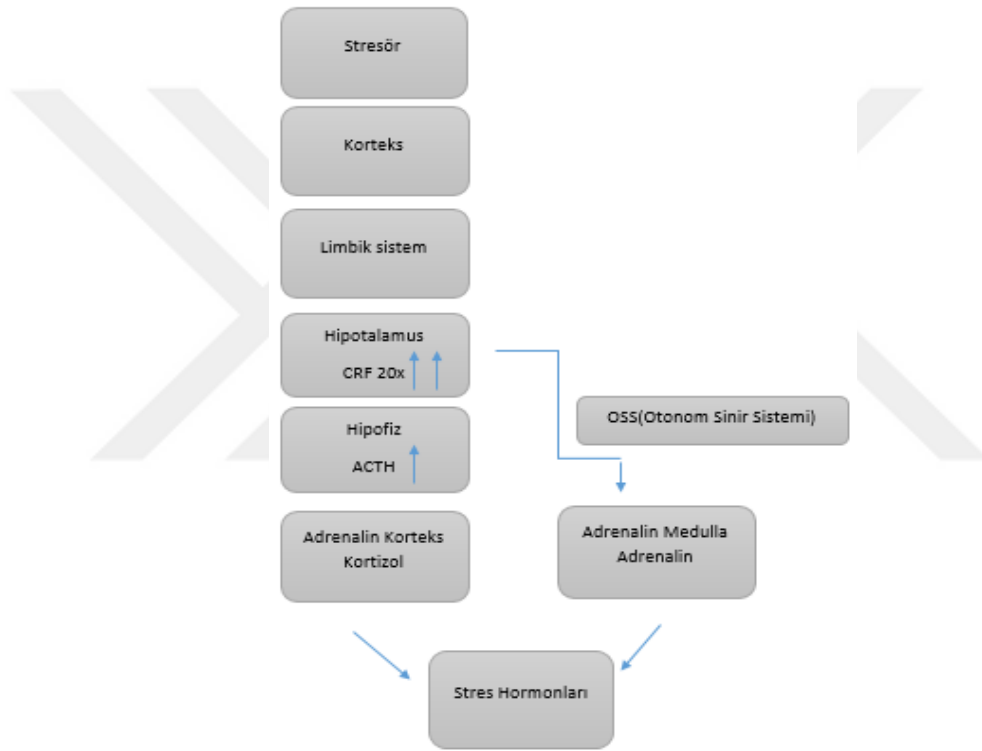 Stresör
Korteks
Limbik sistem
Hipotalamus
CRF 20x
OSS(Otonom Sinir Sistemi)
Hipofiz
ACTH
Adrenalin Korteks
Kortizol
Adrenalin Medulla
Adrenalin
Stres Hormonları